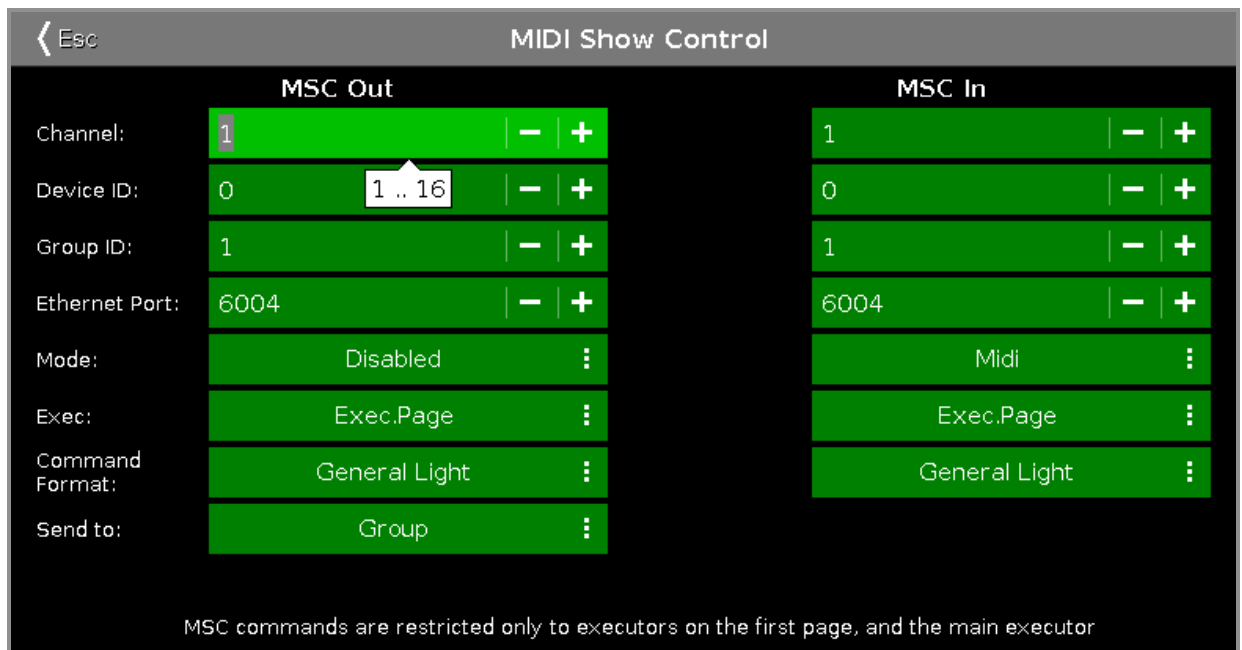 Esc MIDI Show Control
MSC Out MSC In
Channel: 1 1
1 .. 16
Device ID: 0 0
Group ID: 1 1
Ethernet Port: 6004 6004
Mode: Disabled Midi
Exec: Exec.Page Exec.Page
Command
Format: General Light General Light
Send to: Group
MSC commands are restricted only to executors on the first page, and the main executor